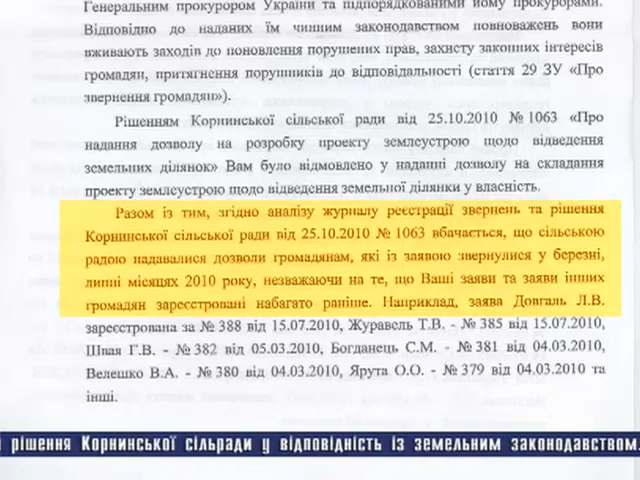 Генеральним прокурором України та підпорядкованими йому прокурорами.
Відповідно до наданих їм чинним законодавством повноважень вони
вживають заходів до поновлення порушених прав, захисту законних інтересів
громадян, притягнення порушників до відповідальності (стаття 29 ЗУ «Про
звернення громадян»).
Рішенням Корнинської сільської ради від 25.10.2010 № 1063 «Про
надання дозволу на розробку проекту землеустрою щодо відведення
земельних ділянок» Вам було відмовлено у наданні дозволу на складання
проекту землеустрою щодо відведення земельної ділянки у власність.
Разом із тим, згідно аналізу журналу реєстрації звернень та рішення
Корнинської сільської ради від 25.10.2010 № 1063 вбачається, що сільською
радою надавалися дозволи громадянам, які із заявою звернулися у березні,
липні місяцях 2010 року, незважаючи на те, що Ваші заяви та заяви інших
громадян зареєстровані набагато раніше. Наприклад, заява Довгаль Л.В.
зареєстрована за № 388 від 15.07.2010, Журавель Т.В. - № 385 від 15.07.2010,
Швая Г.В. - № 382 від 05.03.2010, Богданець С.М. - № 381 від 04.03.2010,
Велешко В.А. - № 380 від 04.03.2010, Ярута О.О. - № 379 від 04.03.2010 та
інші.
і рішення Корнинської сільради у відповідність із земельним законодавством.